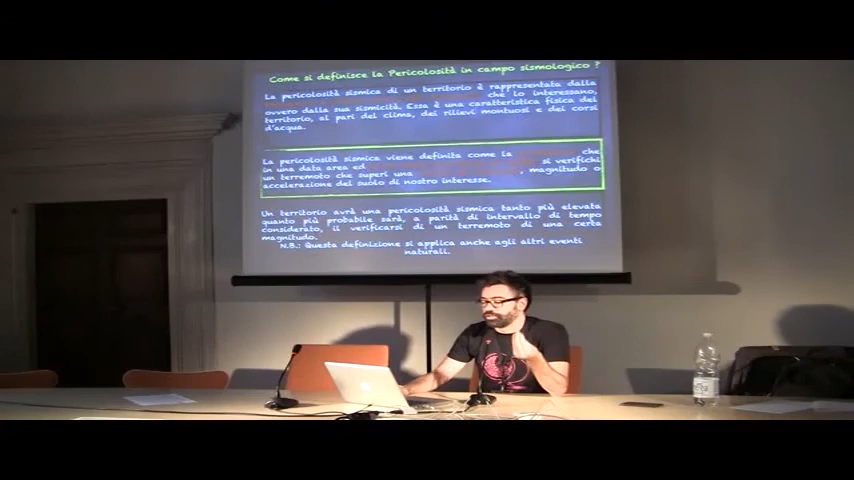 Come si definisce la Pericolosità in campo sismologico ?
La pericolosità sismica di un territorio è rappresentata dalla
che lo interessano,
ovvero dalla sua sismicità. Essa è una caratteristica fisica del
territorio, al pari del clima, dei rilievi montuosi e dei corsi
d'acqua.
La pericolosità sismica viene definita come la che
in una data area ed si verifichi
un terremoto che superi una , magnitudo o
accelerazione del suolo di nostro interesse.
Un territorio avrà una pericolosità sismica tanto più elevata
quanto più probabile sarà, a parità di intervallo di tempo
considerato, il verificarsi di un terremoto di una certa
magnitudo.
N.B.: Questa definizione si applica anche agli altri eventi
naturali.